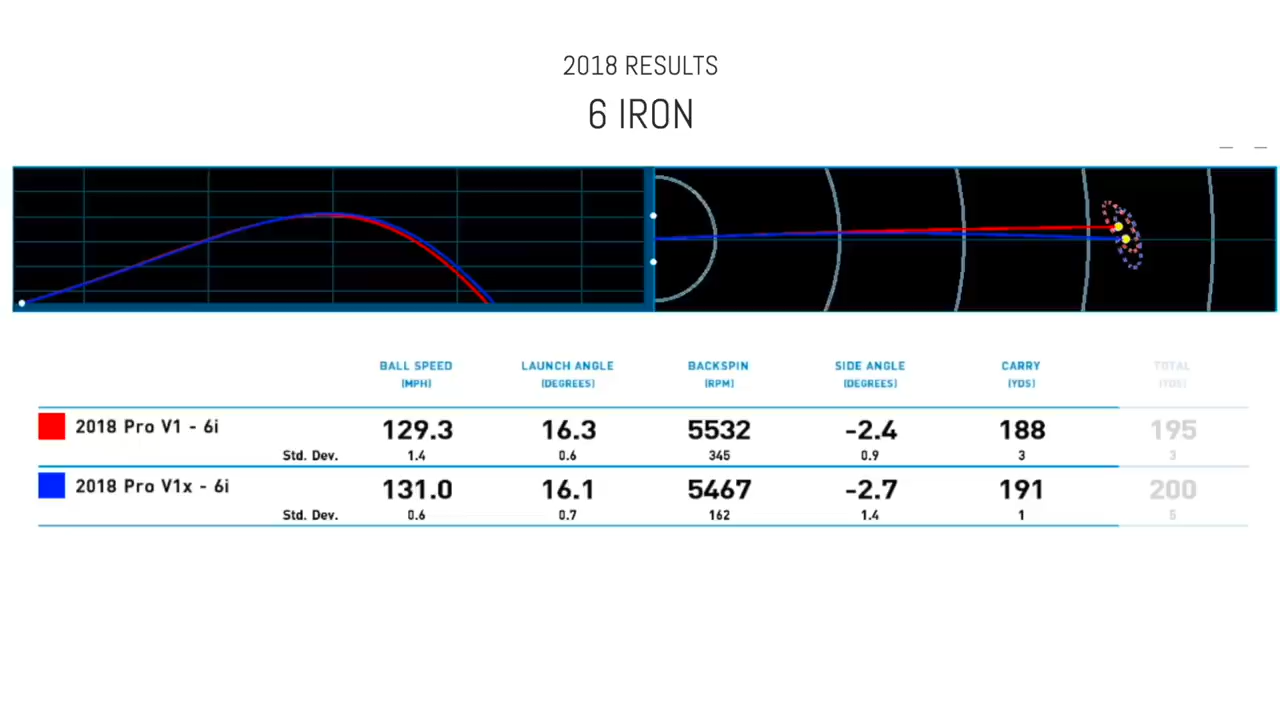 2018 RESULTS
6 IRON
BALL SPEED LAUNCH ANGLE BACKSPIN SIDE ANGLE CARRY TOTAL
(MPH) (DEGREES) (RPM) (DEGREES) (YDS) (YDS)
2018 Pro V1 - 6i 129.3 16.3 5532 -2.4 188 195
Std. Dev. 1.4 0.6 345 0.9 3 3
2018 Pro V1x - 6i 131.0 16.1 5467 -2.7 191 200
Std. Dev. 0.6 0.7 162 1.4 1 5